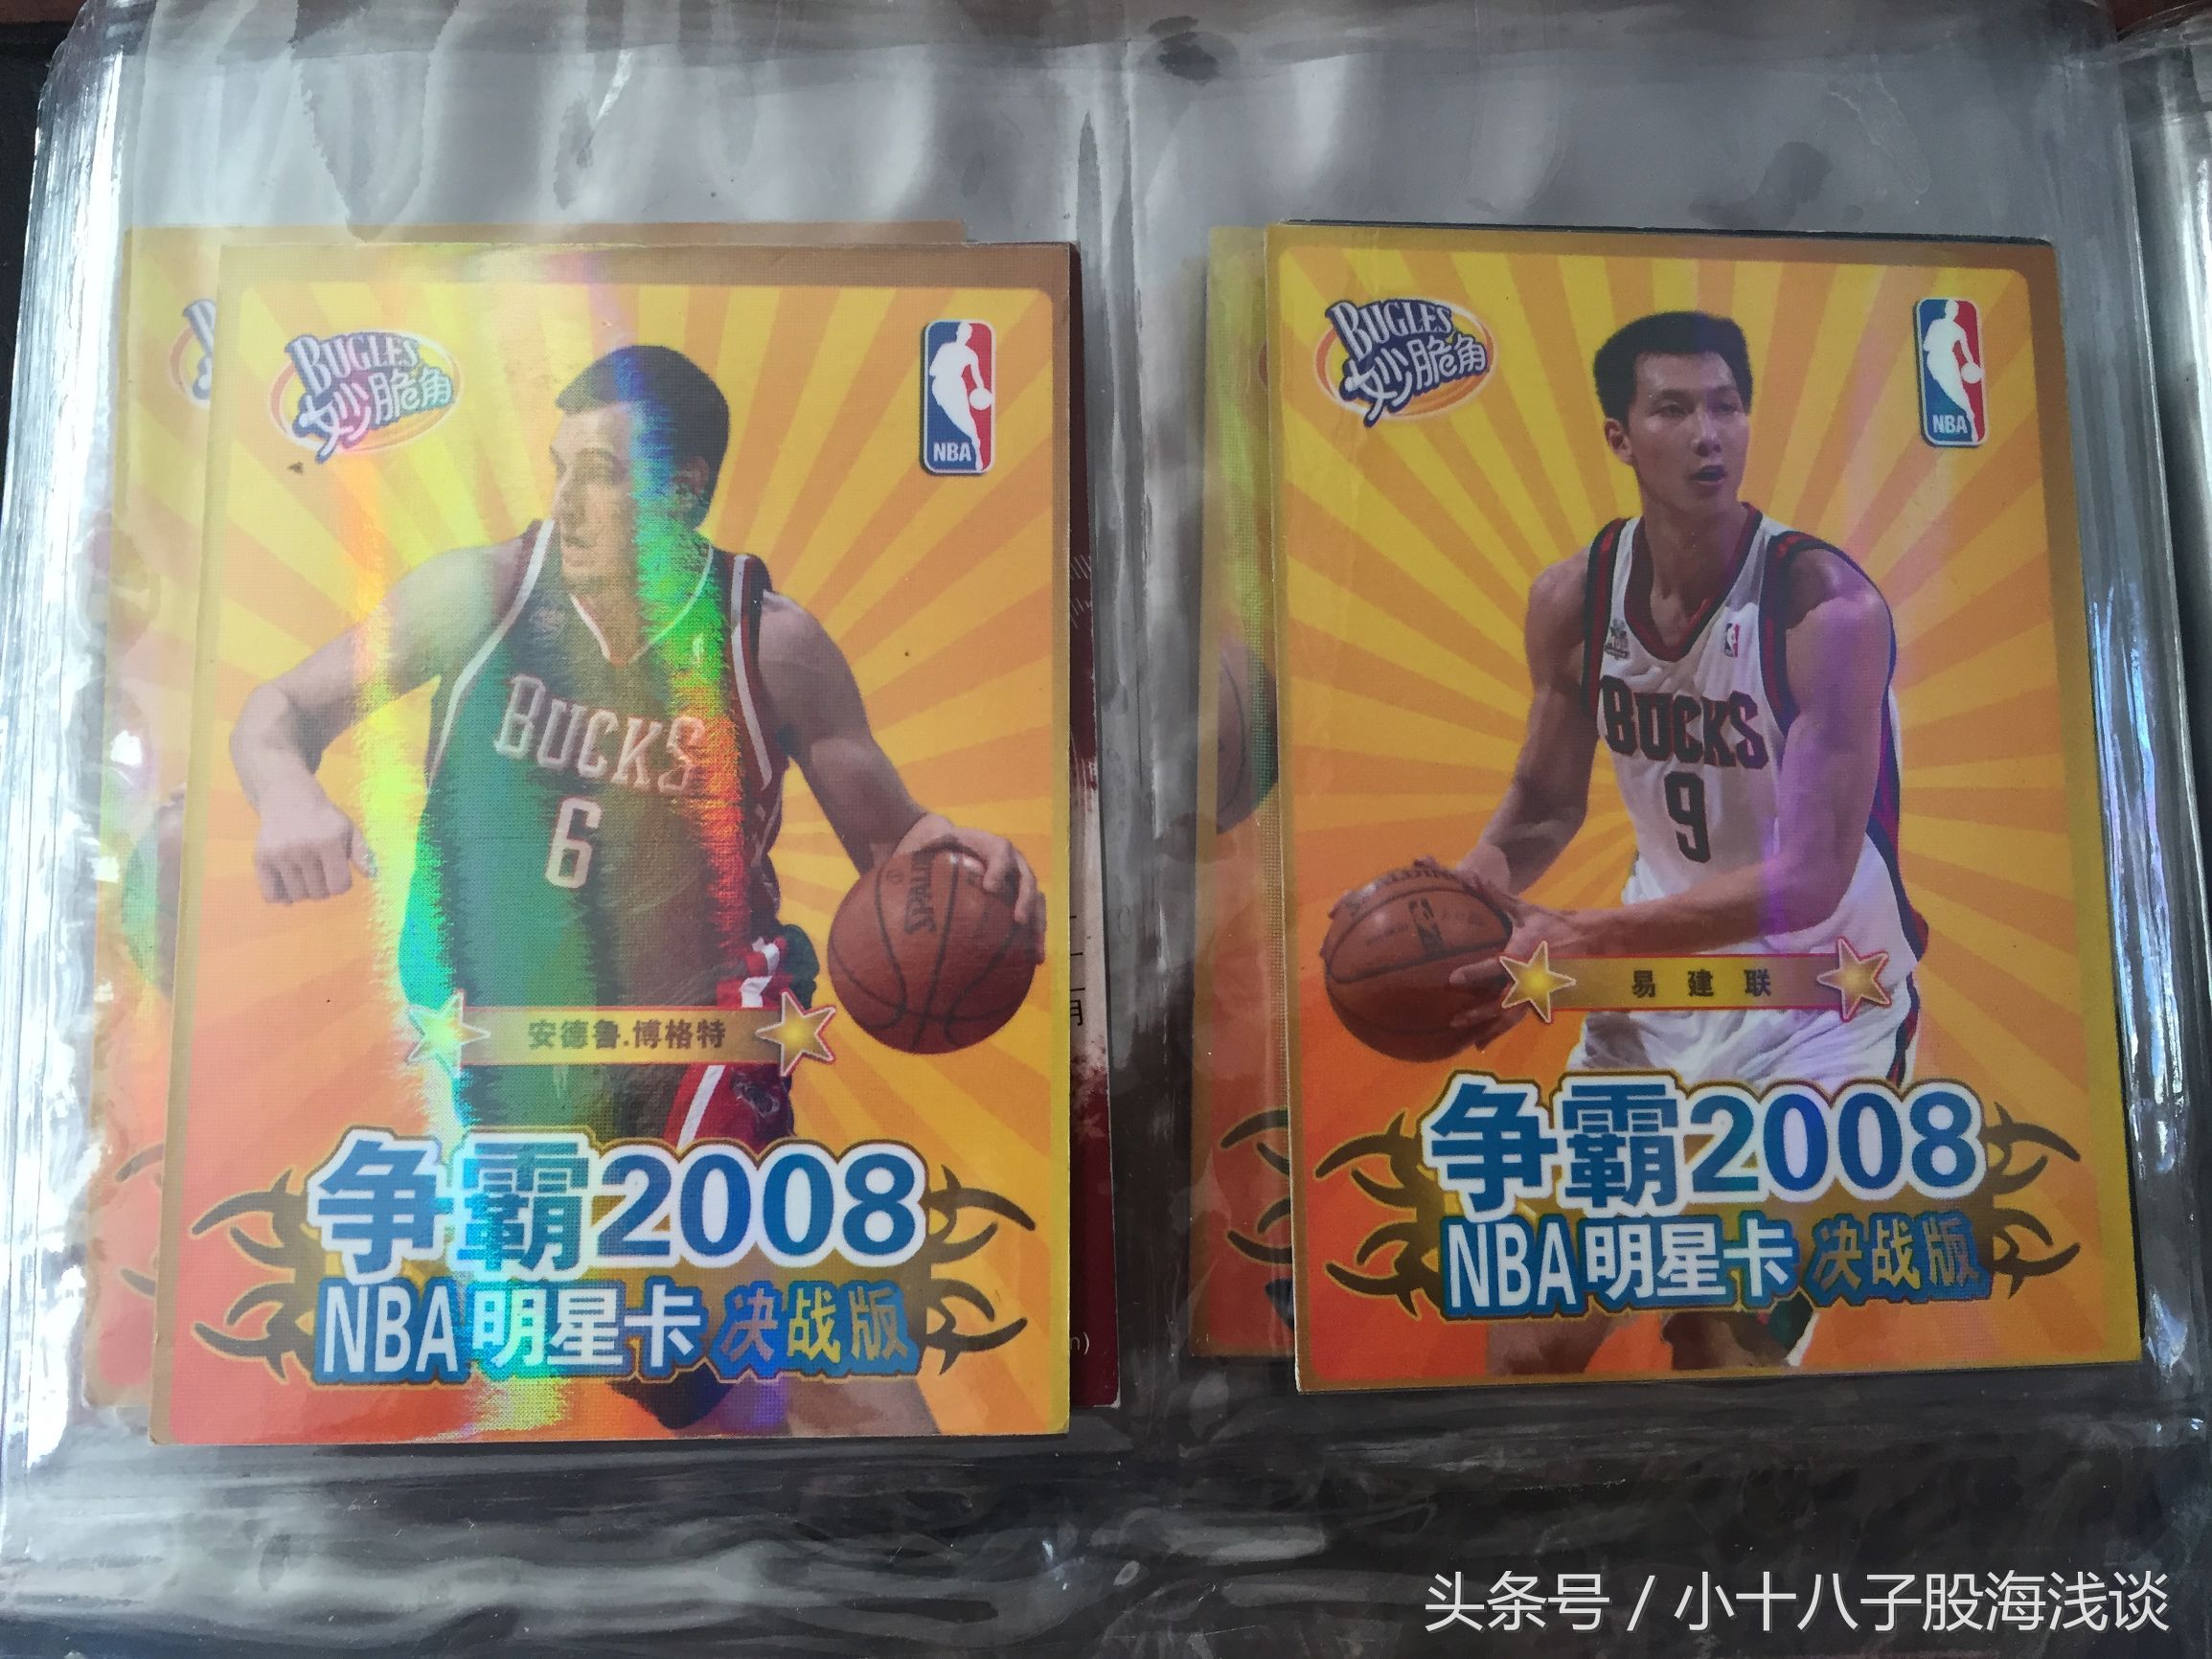 BUGLES
妙脆角
NBA
BUCKS
6
SPALDING
安德鲁.博格特
争霸2008
NBA明星卡 决战版
BUGLES
妙脆角
NBA
BUCKS
9
易建联
争霸2008
NBA明星卡 决战版
头条号 / 小十八子股海浅谈